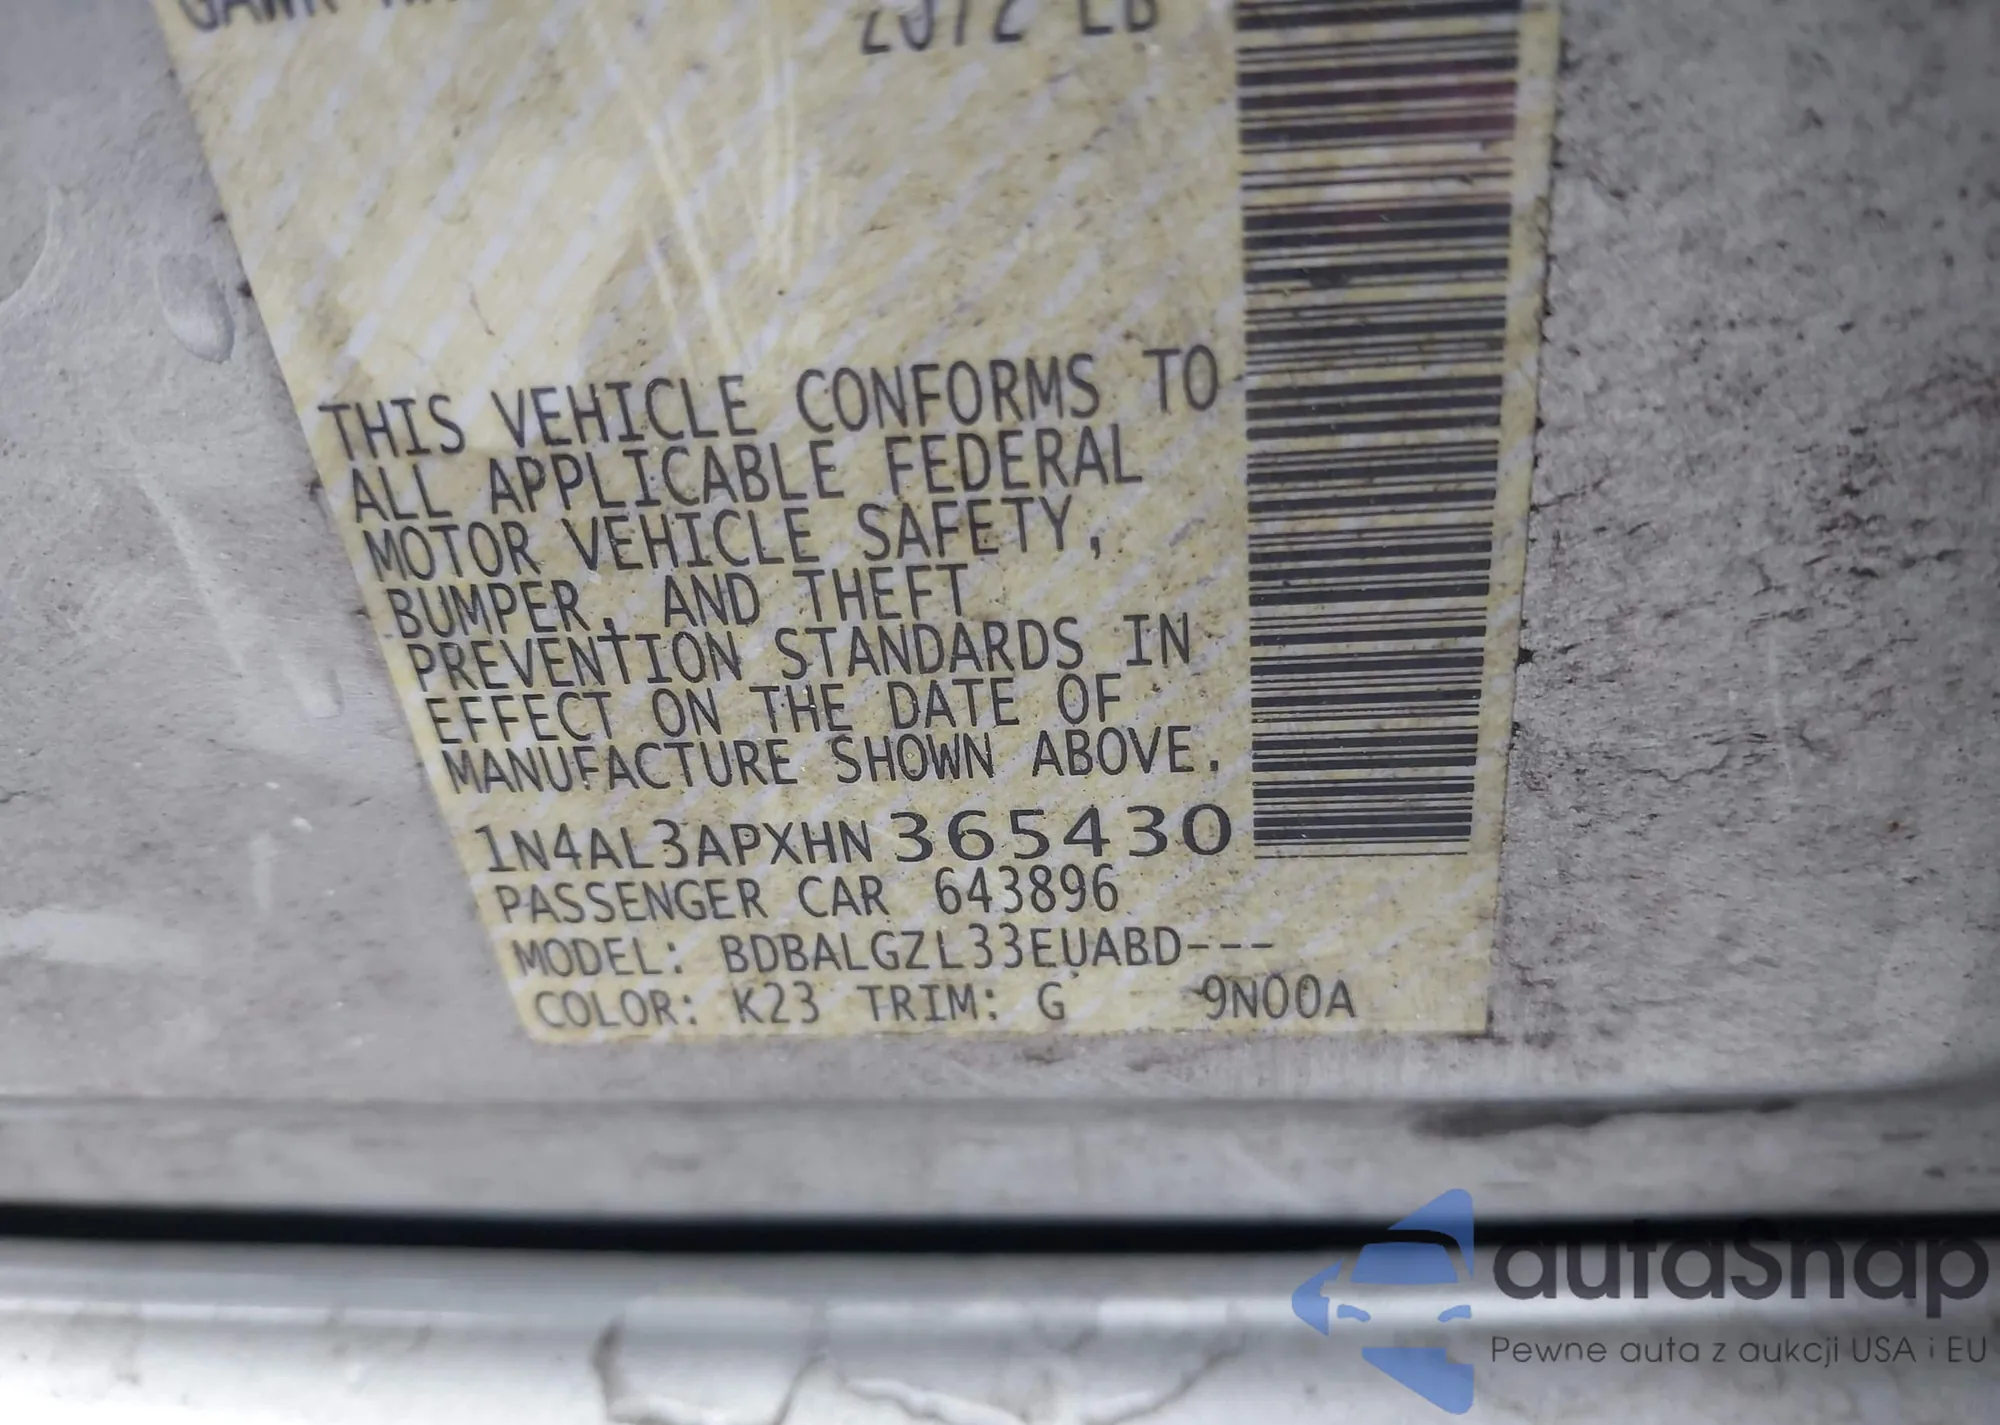 2072 LB
THIS VEHICLE CONFORMS TO
ALL APPLICABLE FEDERAL
MOTOR VEHICLE SAFETY,
BUMPER, AND THEFT
PREVENTION STANDARDS IN
EFFECT ON THE DATE OF
MANUFACTURE SHOWN ABOVE.
1N4AL3APXHN365430
PASSENGER CAR 643896
MODEL: BDBALGZL33EUABD---
COLOR: K23 TRIM: G 9N00A
autaSnap
Pewne auta z aukcji USA i EU